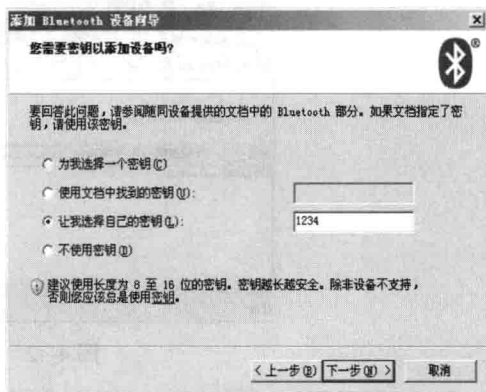 添加 Bluetooth 设备向导
您需要密钥以添加设备吗?
要回答此问题,请参阅随同设备提供的文档中的 Bluetooth 部分。如果文档指定了密
钥,请使用该密钥。
为我选择一个密钥(C)
使用文档中找到的密钥(U):
让我选择自己的密钥(L): 1234
不使用密钥(D)
建议使用长度为 8 至 16 位的密钥。密钥越长越安全。除非设备不支持,
否则您应该总是使用密钥。
<上一步(B) 下一步(N) > 取消